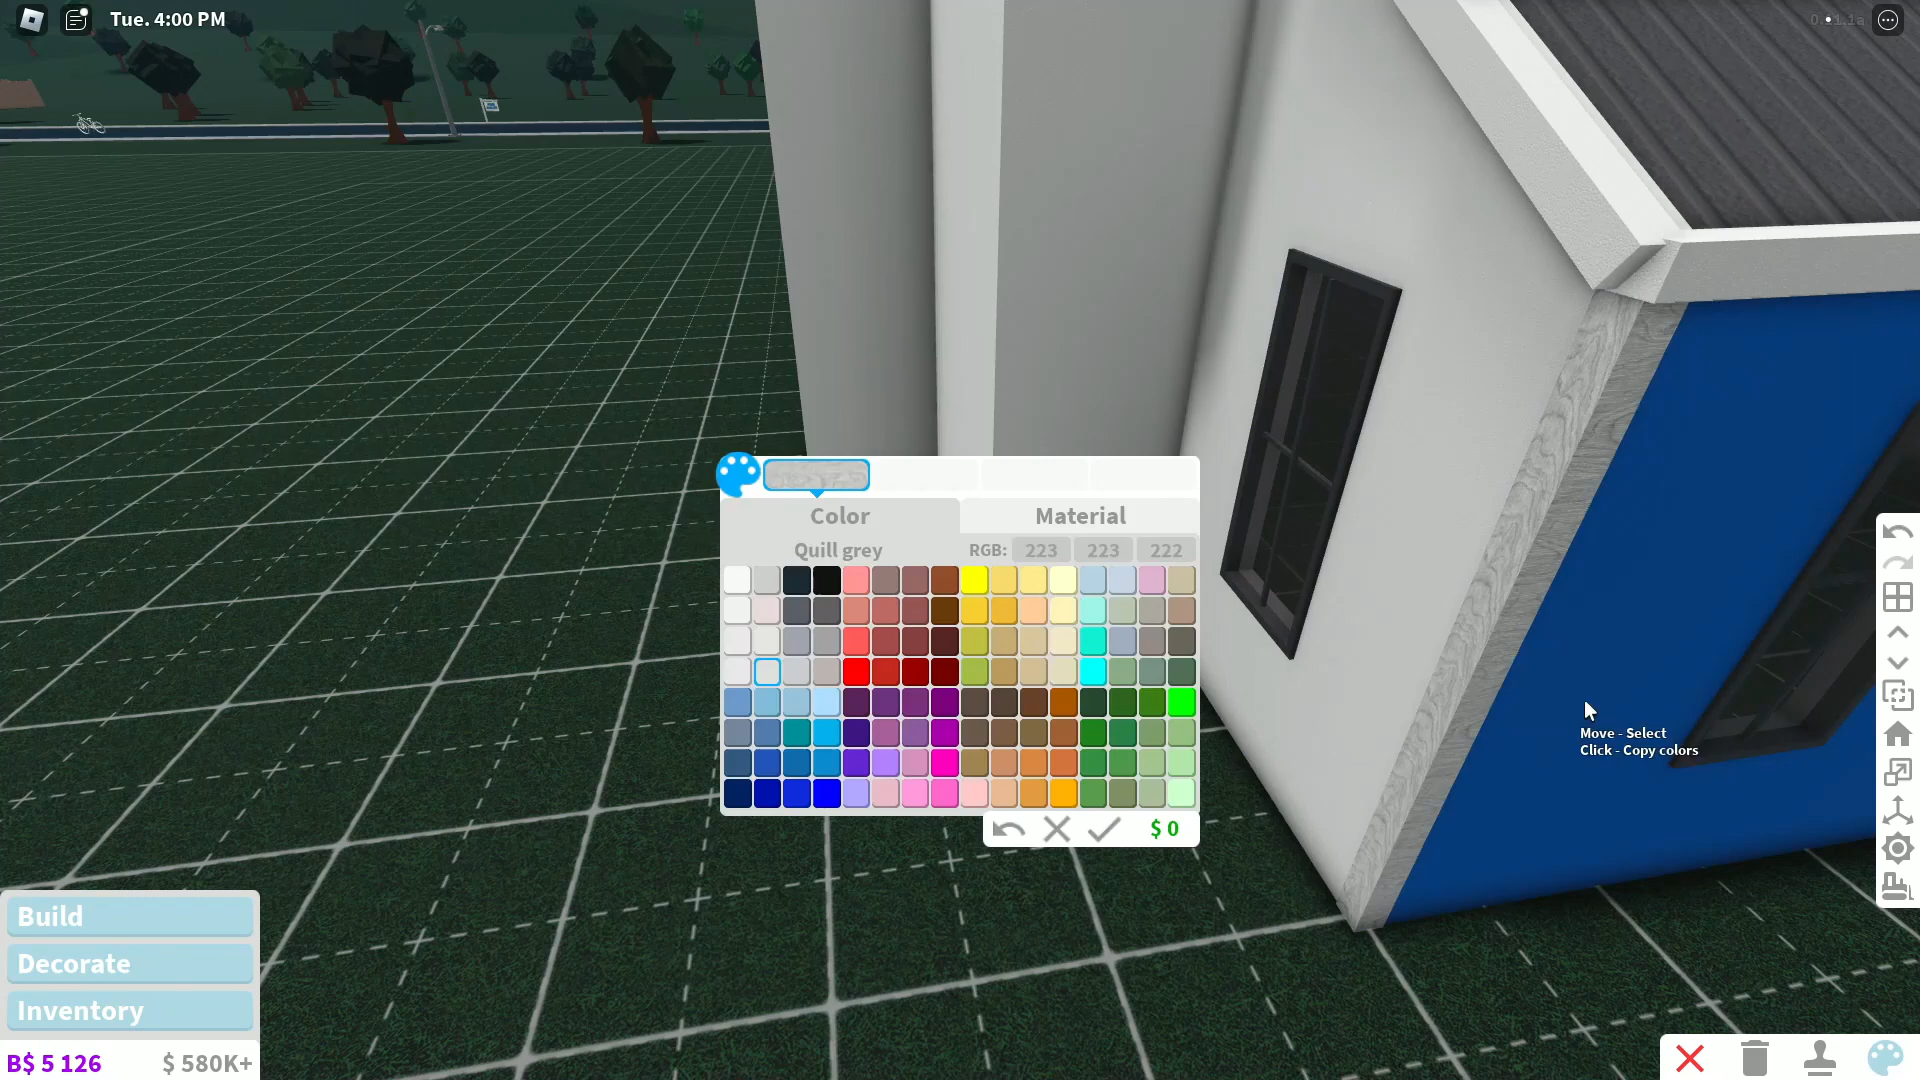 Tue. 4:00 PM
Color
Material
Quill grey
RGB: 223 223 222
Move - Select
Click - Copy colors
$ 0
Build
Decorate
Inventory
B$ 5 126
$ 580K+